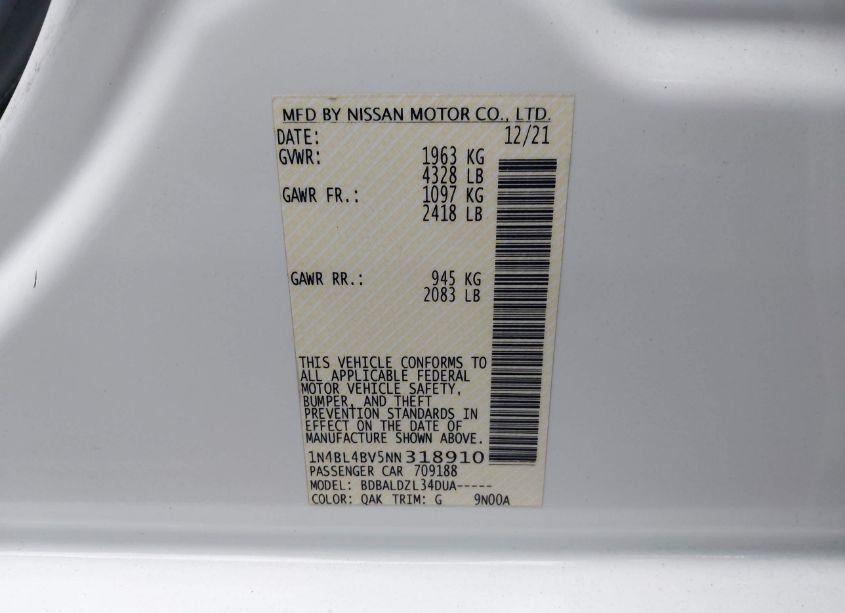 MFD BY NISSAN MOTOR CO., LTD.
DATE: 12/21
GVWR: 1963 KG
4328 LB
GAWR FR.: 1097 KG
2418 LB
GAWR RR.: 945 KG
2083 LB
THIS VEHICLE CONFORMS TO
ALL APPLICABLE FEDERAL
MOTOR VEHICLE SAFETY,
BUMPER, AND THEFT
PREVENTION STANDARDS IN
EFFECT ON THE DATE OF
MANUFACTURE SHOWN ABOVE.
1N4BL4BV5NN318910
PASSENGER CAR 709188
MODEL: BDBALDZL34DUA-----
COLOR: QAK TRIM: G 9N00A